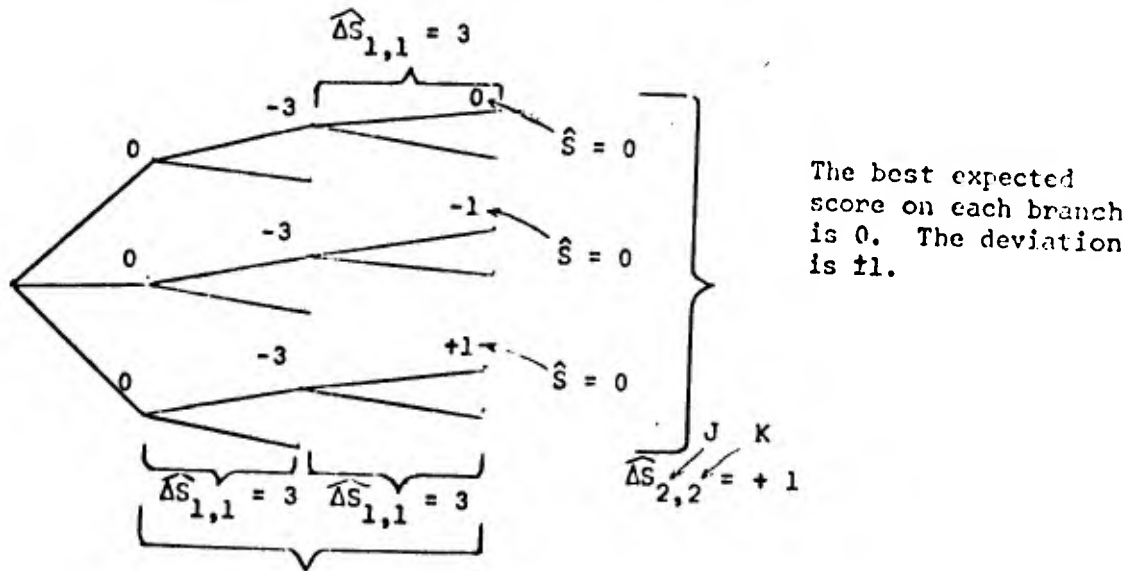 ΔŜ₁,₁ = 3
-3
0
0
Ŝ = 0
-1
-3
0
Ŝ = 0
The best expected
score on each branch
is 0. The deviation
is ±1.
+1
-3
0
Ŝ = 0
J K
ΔŜ₁,₁ = 3
ΔŜ₁,₁ = 3
ΔŜ₂,₂ = + 1